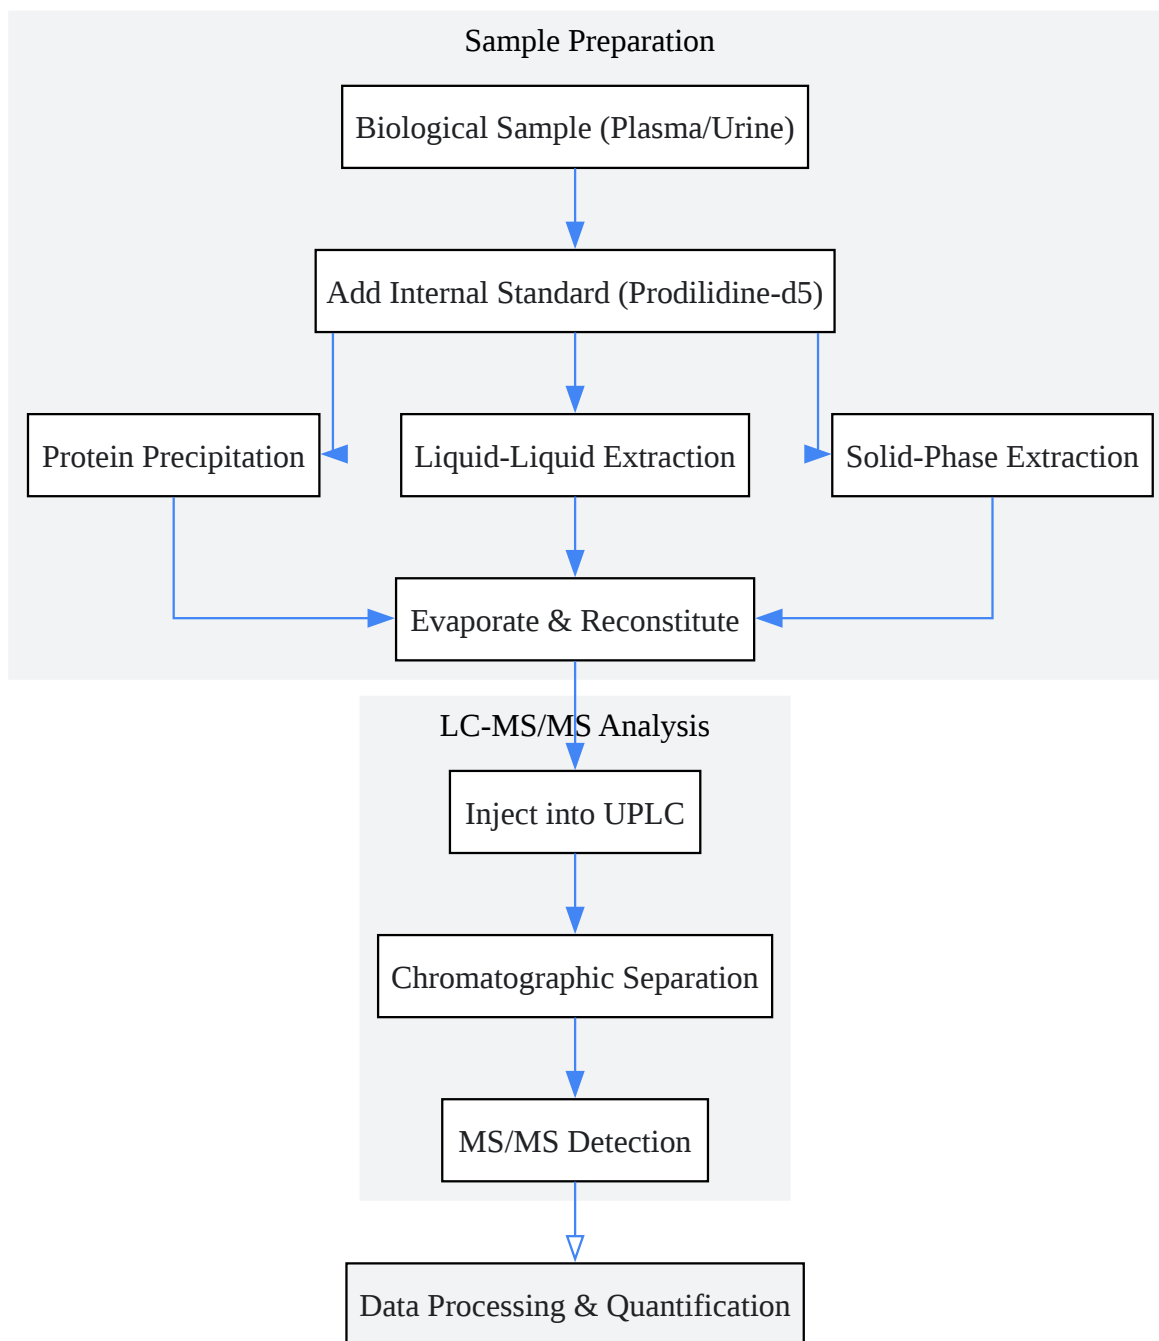 Sample Preparation
Biological Sample (Plasma/Urine)
Add Internal Standard (Prodilidine-d5)
Protein Precipitation
Liquid-Liquid Extraction
Solid-Phase Extraction
Evaporate & Reconstitute
LC-MS/MS Analysis
Inject into UPLC
Chromatographic Separation
MS/MS Detection
Data Processing & Quantification